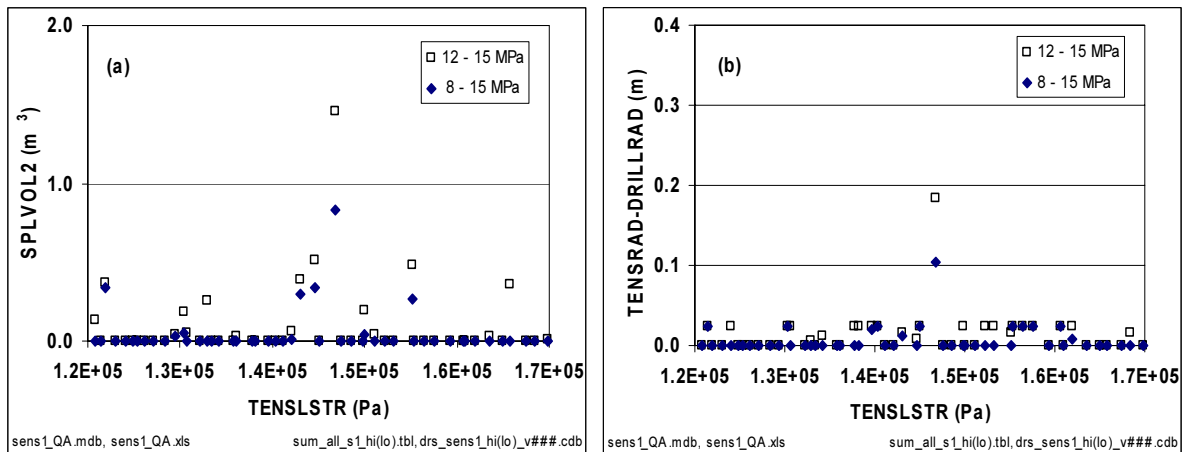 (a)
12 - 15 MPa
8 - 15 MPa
SPLVOL2 (m³)
2.0
1.0
0.0
1.2E+05 1.3E+05 1.4E+05 1.5E+05 1.6E+05 1.7E+05
TENSLSTR (Pa)
sens1_QA.mdb, sens1_QA.xls sum_all_s1_hi(lo).tbl, drs_sens1_hi(lo)_v###.cdb
(b)
12 - 15 MPa
8 - 15 MPa
TENSRAD-DRILLRAD (m)
0.4
0.3
0.2
0.1
0.0
1.2E+05 1.3E+05 1.4E+05 1.5E+05 1.6E+05 1.7E+05
TENSLSTR (Pa)
sens1_QA.mdb, sens1_QA.xls sum_all_s1_hi(lo).tbl, drs_sens1_hi(lo)_v###.cdb